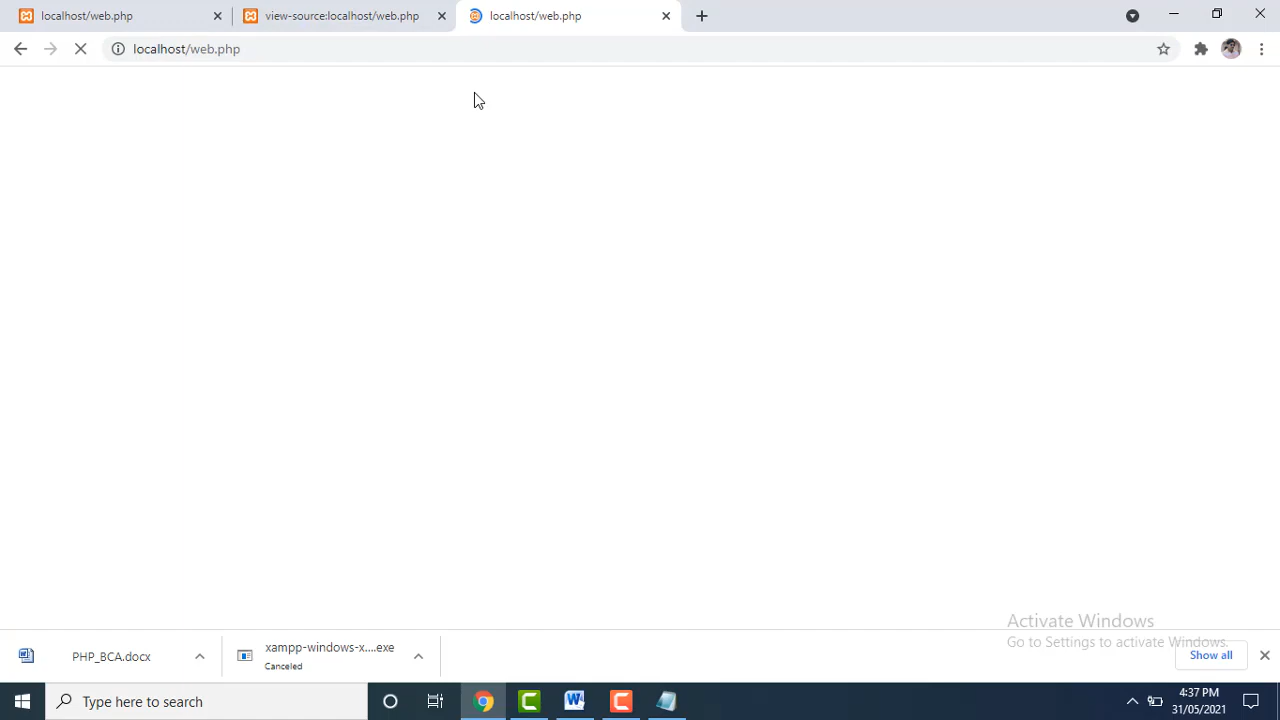 localhost/web.php
view-source:localhost/web.php
localhost/web.php
localhost/web.php
Activate Windows
Go to Settings to activate Windows.
PHP_BCA.docx
xampp-windows-x....exe
Canceled
Show all
Type here to search
4:37 PM
31/05/2021